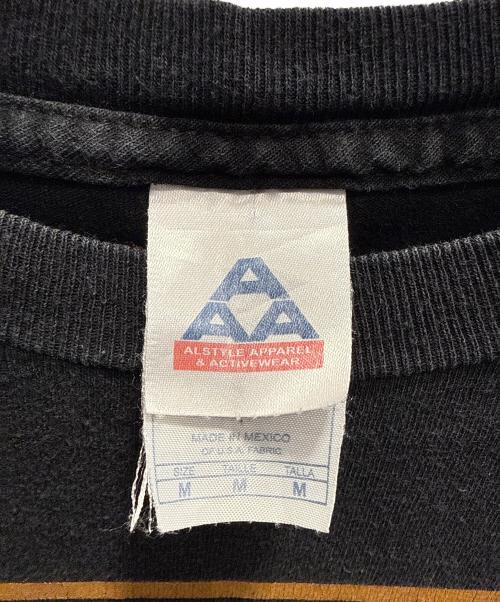 AAA
ALSTYLE APPAREL
& ACTIVEWEAR
MADE IN MEXICO
OF U.S.A. FABRIC
SIZE TAILLE TALLA
M M M